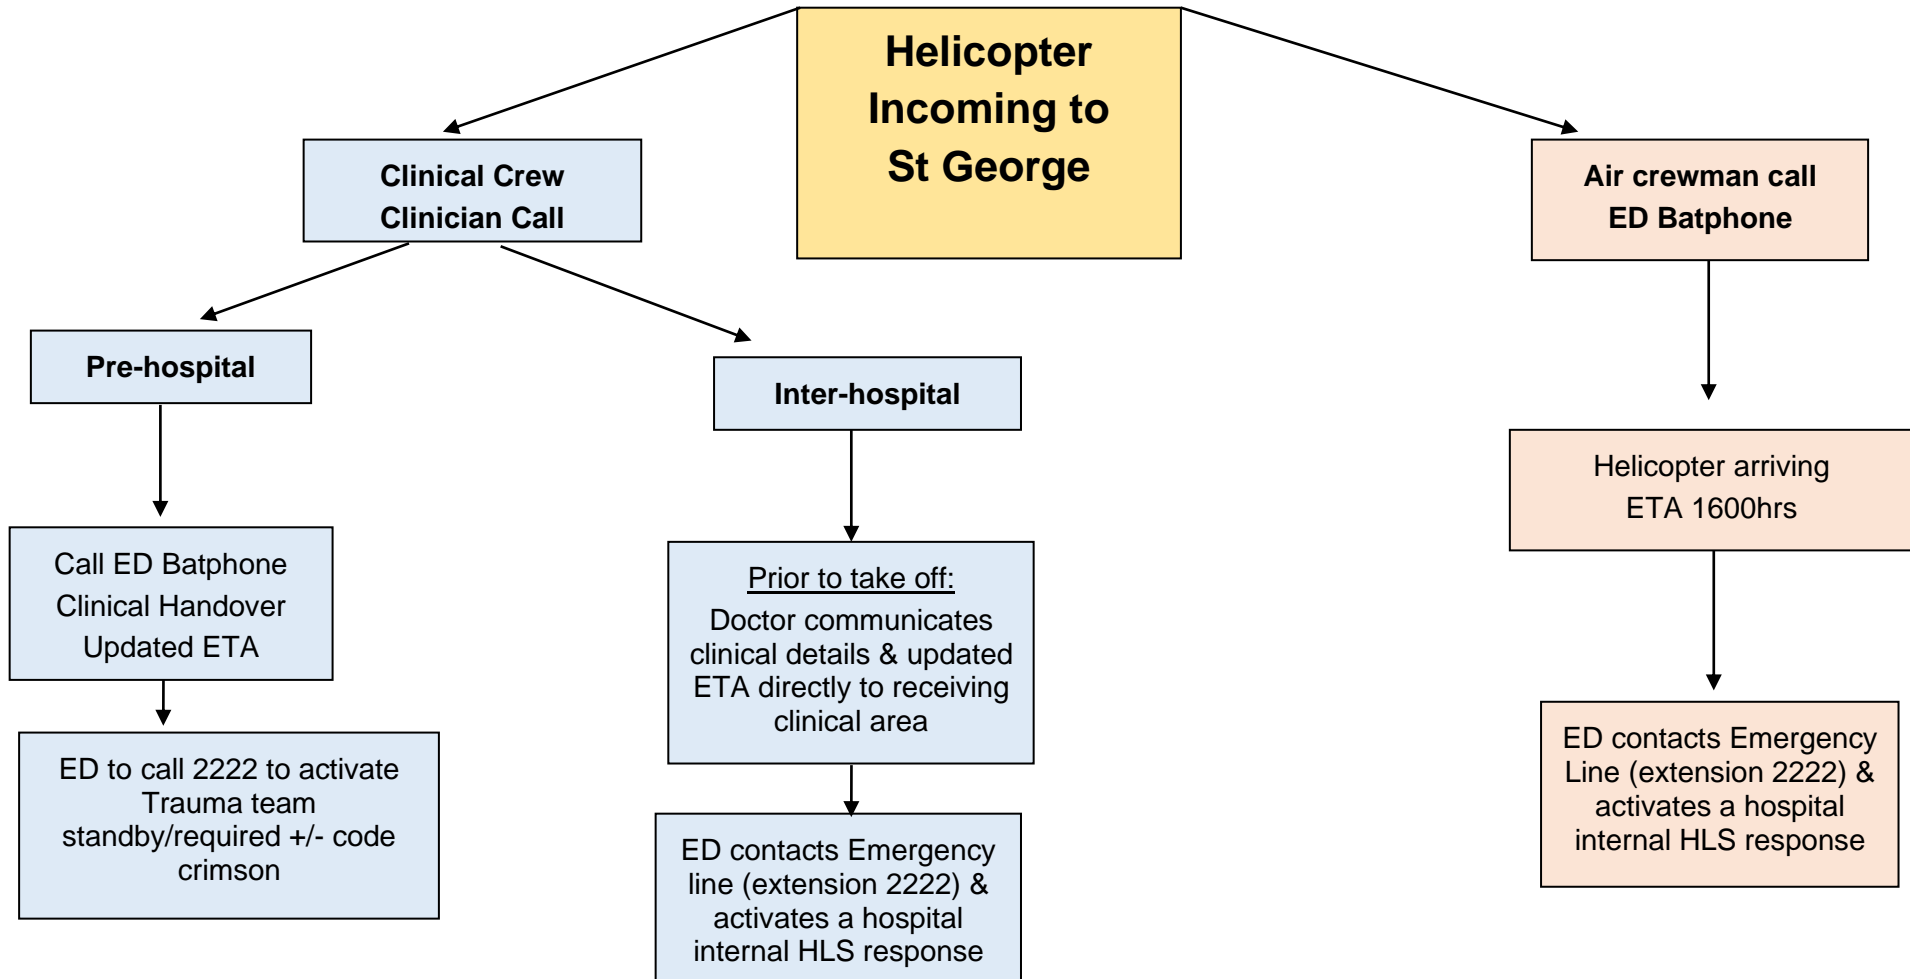 Helicopter
Incoming to
St George
Clinical Crew
Clinician Call
Air crewman call
ED Batphone
Pre-hospital
Inter-hospital
Helicopter arriving
ETA 1600hrs
Call ED Batphone
Clinical Handover
Updated ETA
Prior to take off:
Doctor communicates
clinical details & updated
ETA directly to receiving
clinical area
ED contacts Emergency
Line (extension 2222) &
activates a hospital
internal HLS response
ED to call 2222 to activate
Trauma team
standby/required +/- code
crimson
ED contacts Emergency
line (extension 2222) &
activates a hospital
internal HLS response